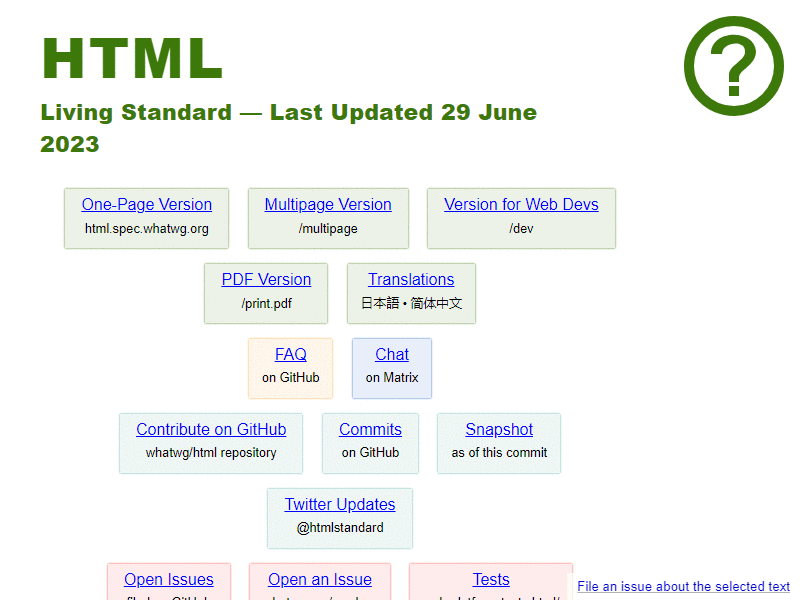 HTML
Living Standard — Last Updated 29 June
2023
One-Page Version
html.spec.whatwg.org
Multipage Version
/multipage
Version for Web Devs
/dev
PDF Version
/print.pdf
Translations
日本語 • 简体中文
FAQ
on GitHub
Chat
on Matrix
Contribute on GitHub
whatwg/html repository
Commits
on GitHub
Snapshot
as of this commit
Twitter Updates
@htmlstandard
Open Issues
Open an Issue
Tests
File an issue about the selected text